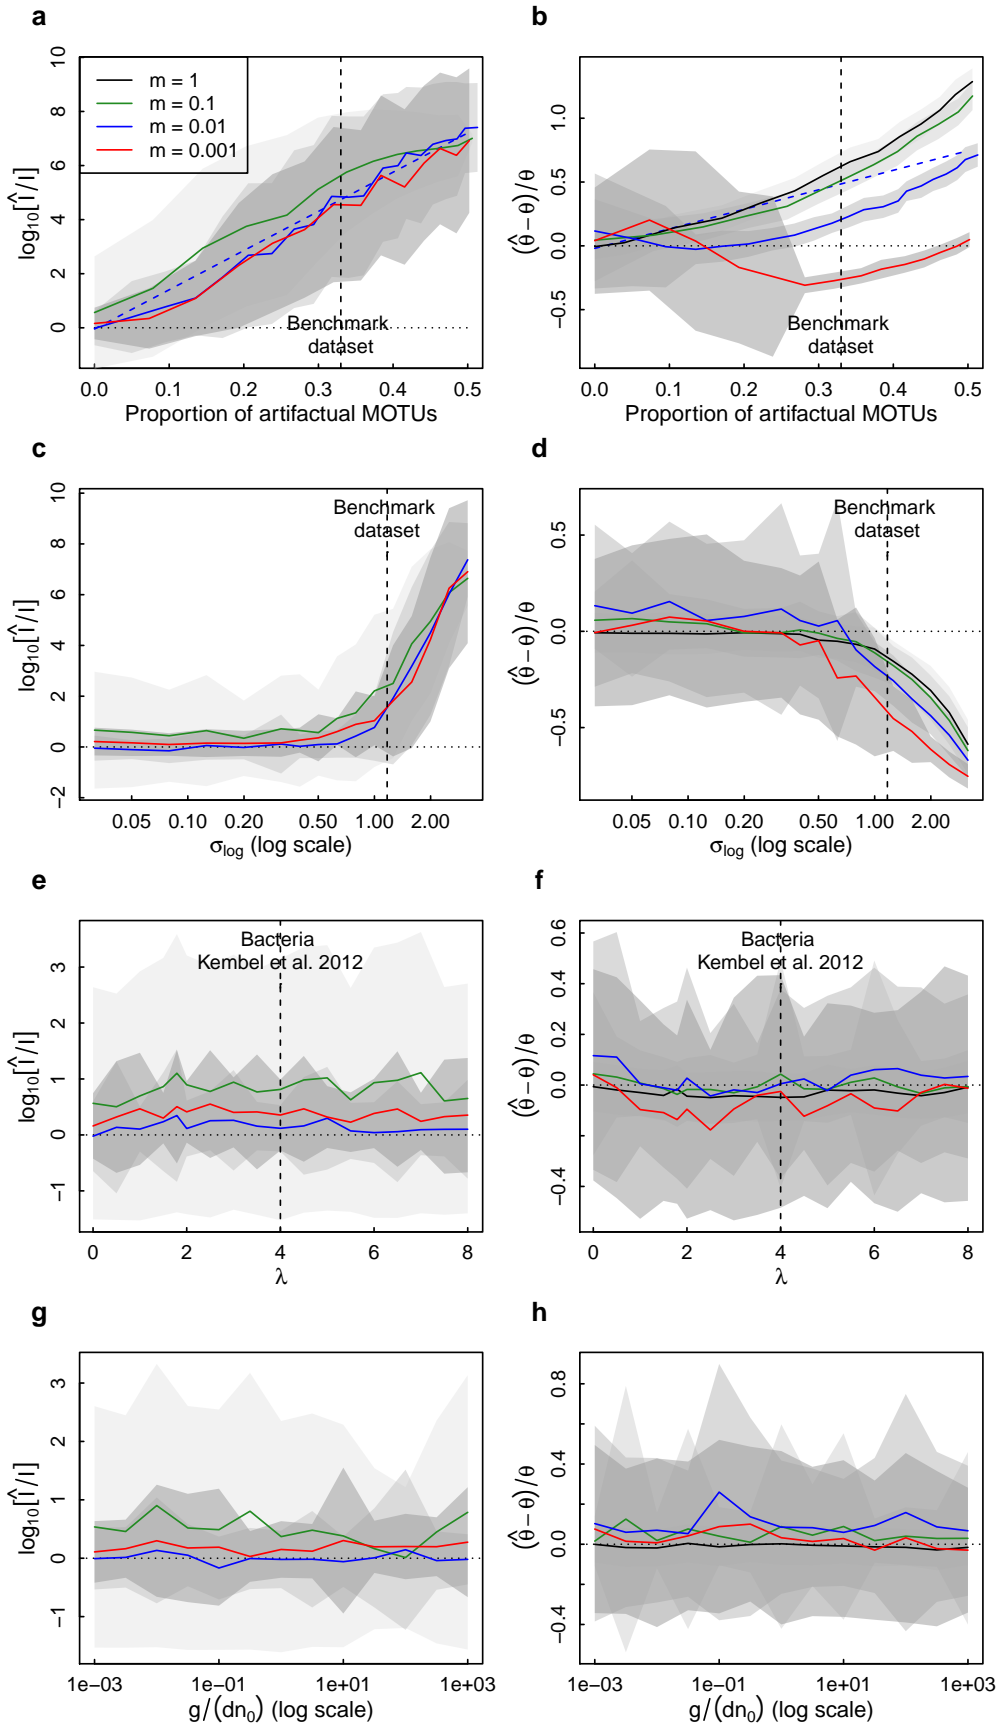 a
10
8
6
4
2
0
log₁₀[Î/I]
m = 1
m = 0.1
m = 0.01
m = 0.001
Benchmark
dataset
0.0 0.1 0.2 0.3 0.4 0.5
Proportion of artifactual MOTUs
b
1.0
0.5
0.0
−0.5
(θ̂ − θ)/θ
Benchmark
dataset
0.0 0.1 0.2 0.3 0.4 0.5
Proportion of artifactual MOTUs
c
10
8
6
4
2
0
−2
log₁₀[Î/I]
Benchmark
dataset
0.05 0.10 0.20 0.50 1.00 2.00
σlog (log scale)
d
0.5
0.0
−0.5
(θ̂ − θ)/θ
Benchmark
dataset
0.05 0.10 0.20 0.50 1.00 2.00
σlog (log scale)
e
3
2
1
0
−1
log₁₀[Î/I]
Bacteria
Kembel et al. 2012
0 2 4 6 8
λ
f
0.6
0.4
0.2
0.0
−0.4
(θ̂ − θ)/θ
Bacteria
Kembel et al. 2012
0 2 4 6 8
λ
g
3
2
1
0
−1
log₁₀[Î/I]
1e−03 1e−01 1e+01 1e+03
g/(dn₀) (log scale)
h
0.8
0.4
0.0
−0.4
(θ̂ − θ)/θ
1e−03 1e−01 1e+01 1e+03
g/(dn₀) (log scale)